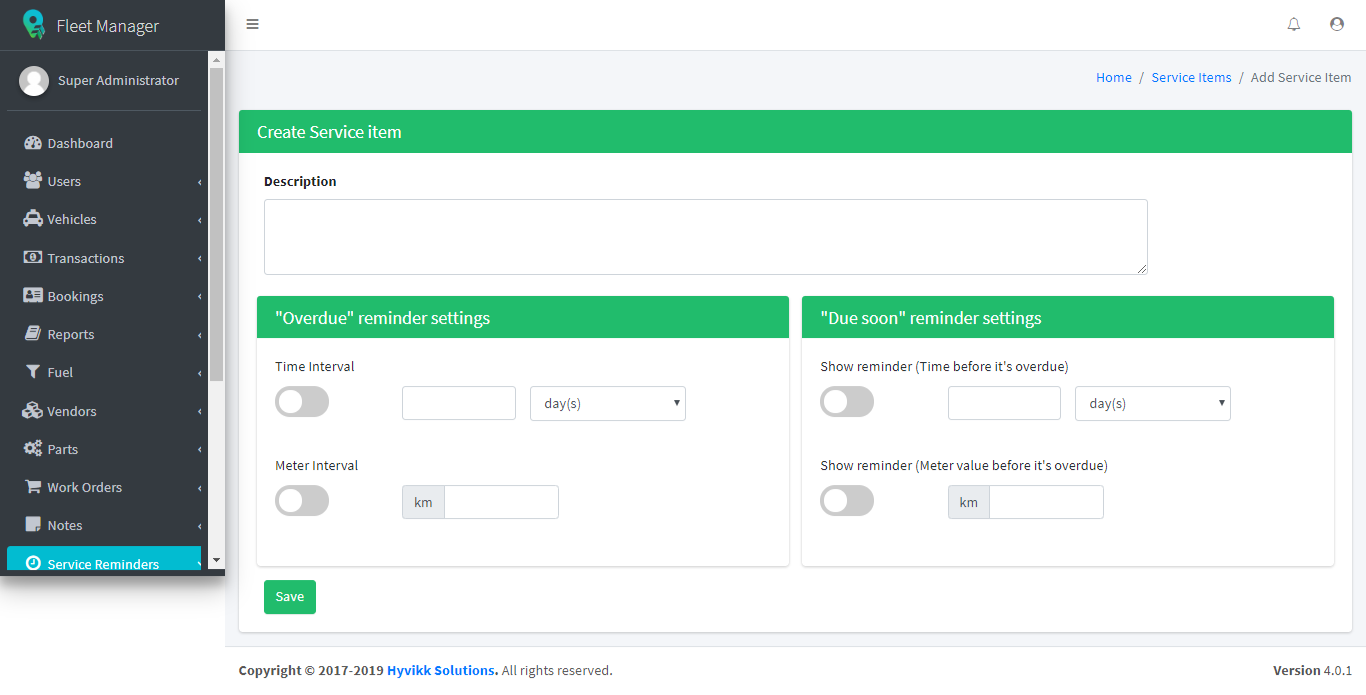 Fleet Manager
Super Administrator
Dashboard
Users
Vehicles
Transactions
Bookings
Reports
Fuel
Vendors
Parts
Work Orders
Notes
Service Reminders
Home / Service Items / Add Service Item
Create Service item
Description
"Overdue" reminder settings
Time Interval
day(s)
Meter Interval
km
"Due soon" reminder settings
Show reminder (Time before it's overdue)
day(s)
Show reminder (Meter value before it's overdue)
km
Save
Copyright © 2017-2019 Hyvikk Solutions. All rights reserved.
Version 4.0.1